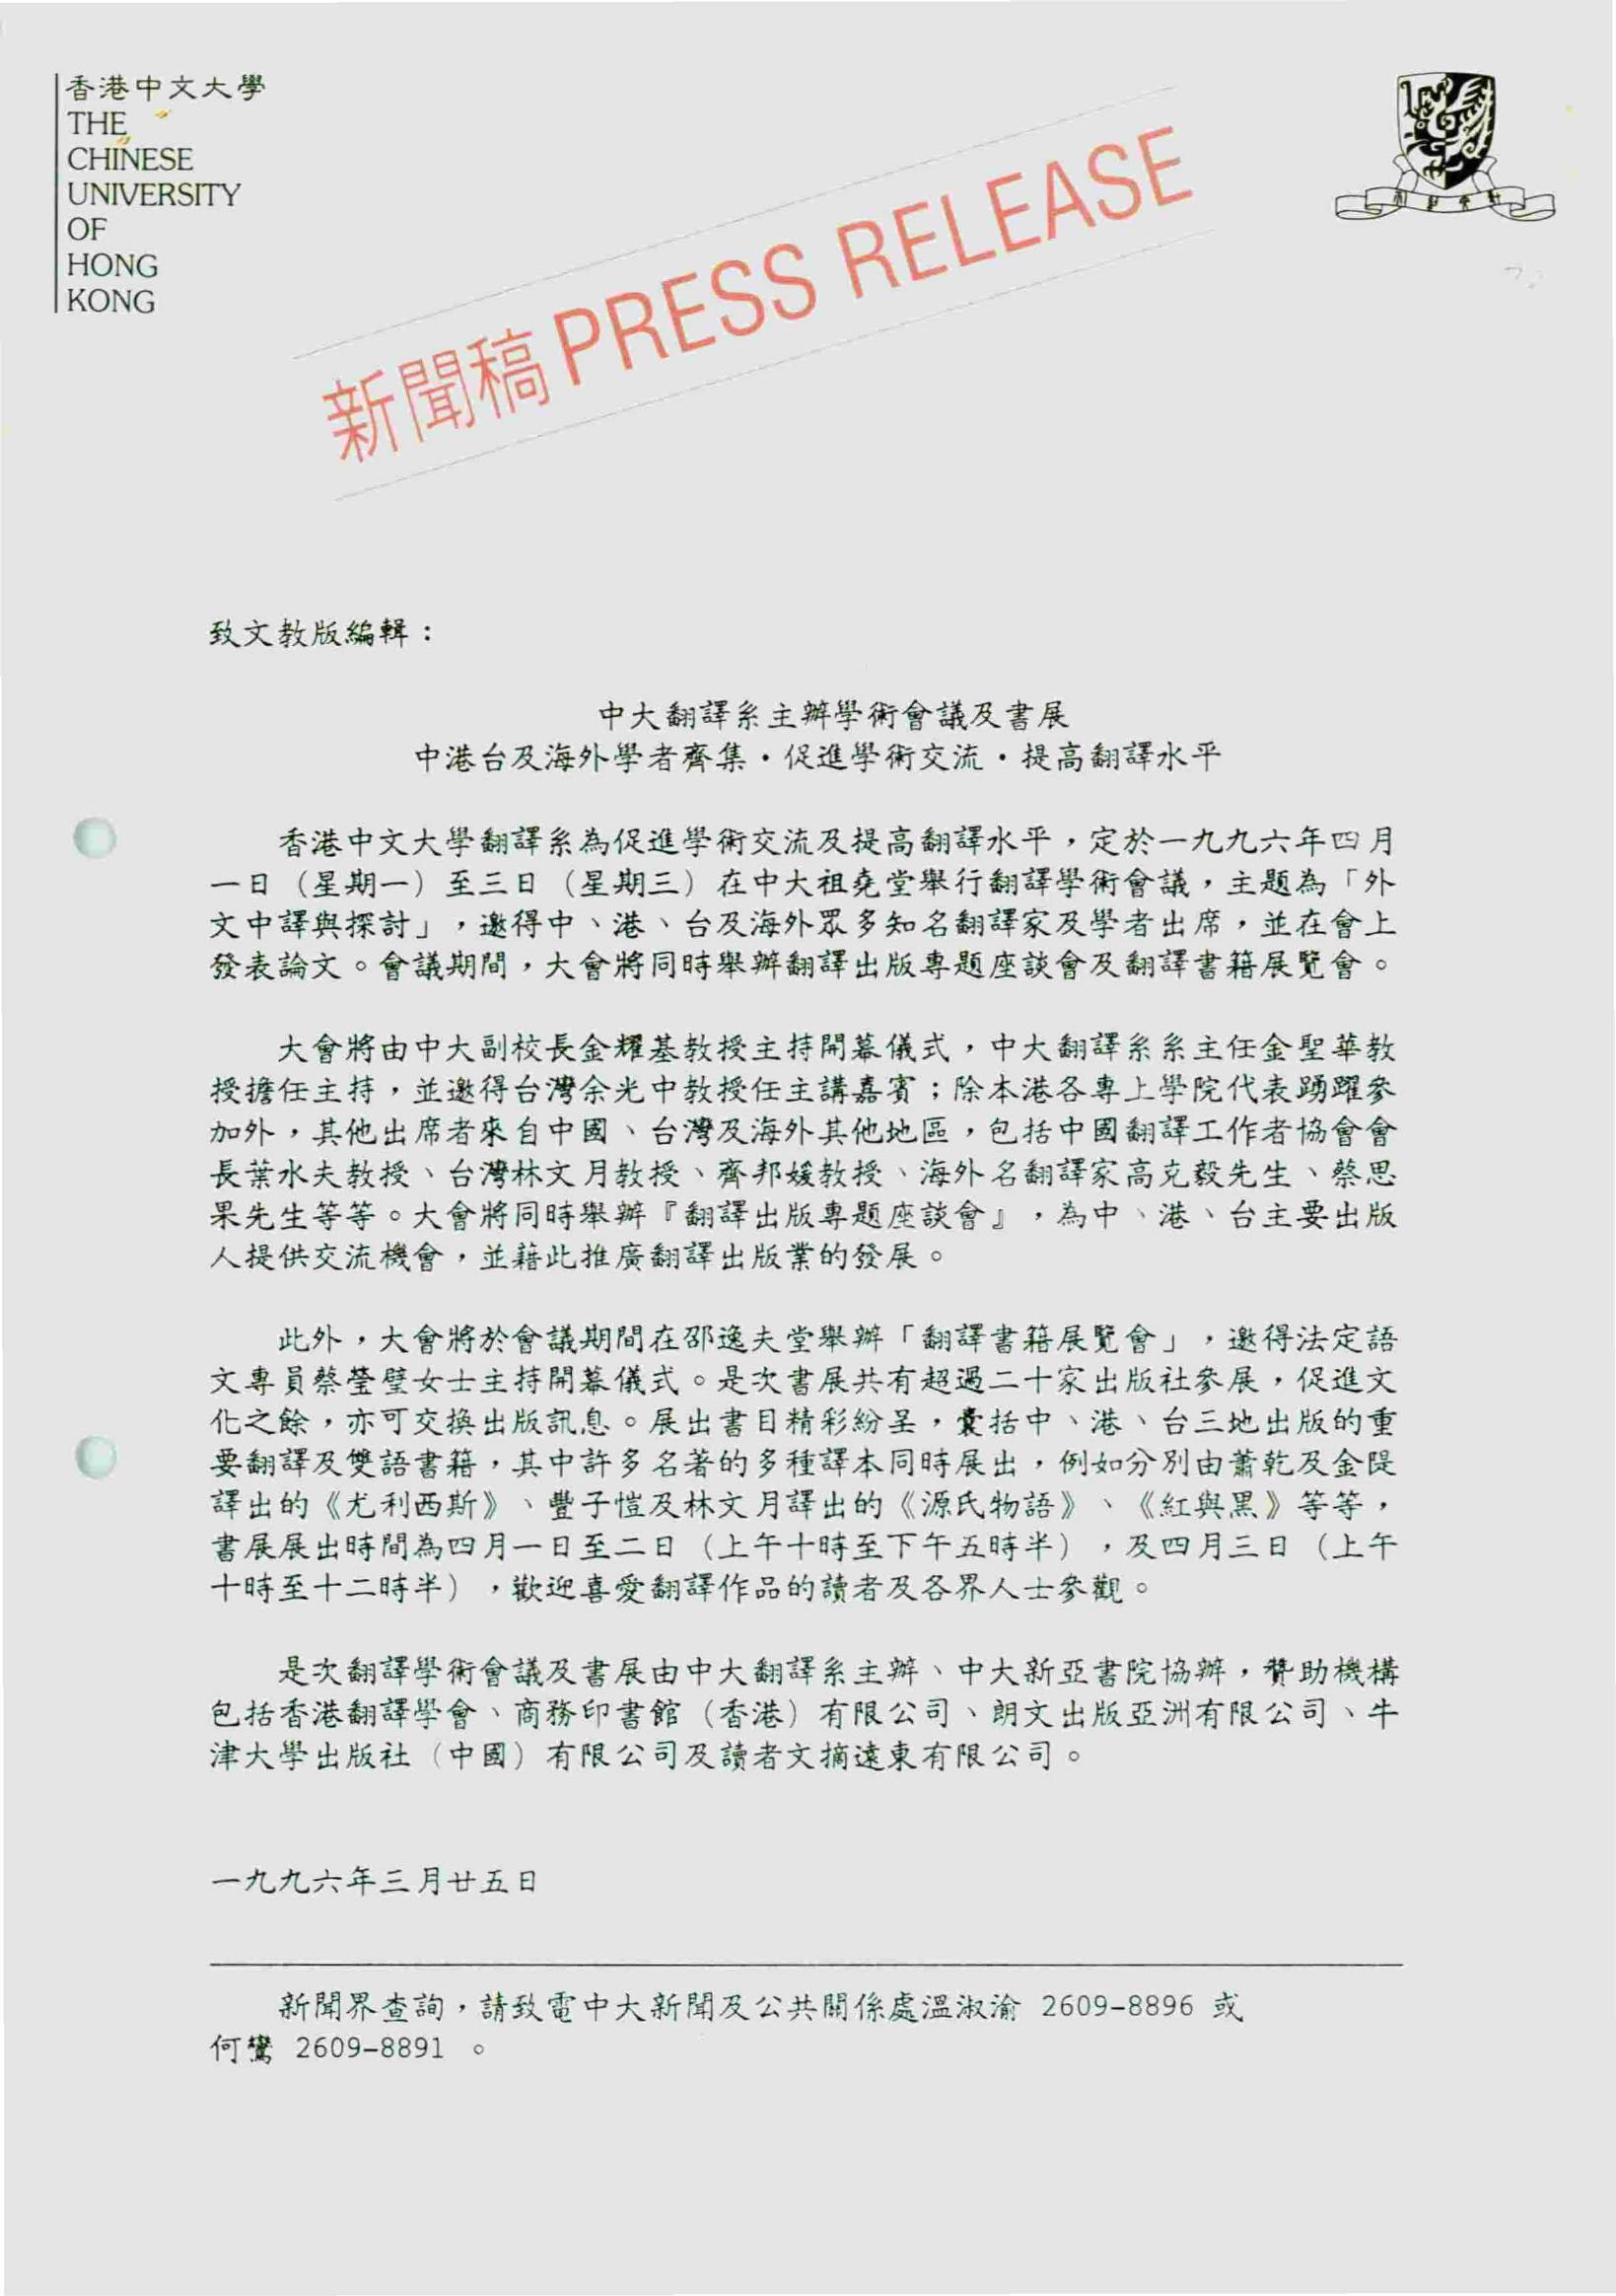 香港中文大學
THE
CHINESE
UNIVERSITY
OF
HONG
KONG
新聞稿 PRESS RELEASE
致文教版編輯：
中大翻譯系主辦學術會議及書展
中港台及海外學者齊集·促進學術交流·提高翻譯水平
香港中文大學翻譯系為促進學術交流及提高翻譯水平，定於一九九六年四月
一日（星期一）至三日（星期三）在中大祖堯堂舉行翻譯學術會議，主題為「外
文中譯與探討」，邀得中、港、台及海外眾多知名翻譯家及學者出席，並在會上
發表論文。會議期間，大會將同時舉辦翻譯出版專題座談會及翻譯書籍展覽會。
大會將由中大副校長金耀基教授主持開幕儀式，中大翻譯系系主任金聖華教
授擔任主持，並邀得台灣余光中教授任主講嘉賓；除本港各專上學院代表踴躍參
加外，其他出席者來自中國、台灣及海外其他地區，包括中國翻譯工作者協會會
長葉水夫教授、台灣林文月教授、齊邦媛教授、海外名翻譯家高克毅先生、蔡思
果先生等等。大會將同時舉辦『翻譯出版專題座談會』，為中、港、台主要出版
人提供交流機會，並藉此推廣翻譯出版業的發展。
此外，大會將於會議期間在邵逸夫堂舉辦「翻譯書籍展覽會」，邀得法定語
文專員蔡瑩璧女士主持開幕儀式。是次書展共有超過二十家出版社參展，促進文
化之餘，亦可交換出版訊息。展出書目精彩紛呈，囊括中、港、台三地出版的重
要翻譯及雙語書籍，其中許多名著的多種譯本同時展出，例如分別由蕭乾及金隄
譯出的《尤利西斯》、豐子愷及林文月譯出的《源氏物語》、《紅與黑》等等，
書展展出時間為四月一日至二日（上午十時至下午五時半），及四月三日（上午
十時至十二時半），歡迎喜愛翻譯作品的讀者及各界人士參觀。
是次翻譯學術會議及書展由中大翻譯系主辦、中大新亞書院協辦，贊助機構
包括香港翻譯學會、商務印書館（香港）有限公司、朗文出版亞洲有限公司、牛
津大學出版社（中國）有限公司及讀者文摘遠東有限公司。
一九九六年三月廿五日
新聞界查詢，請致電中大新聞及公共關係處溫淑渝 2609-8896 或
何鸞 2609-8891 。